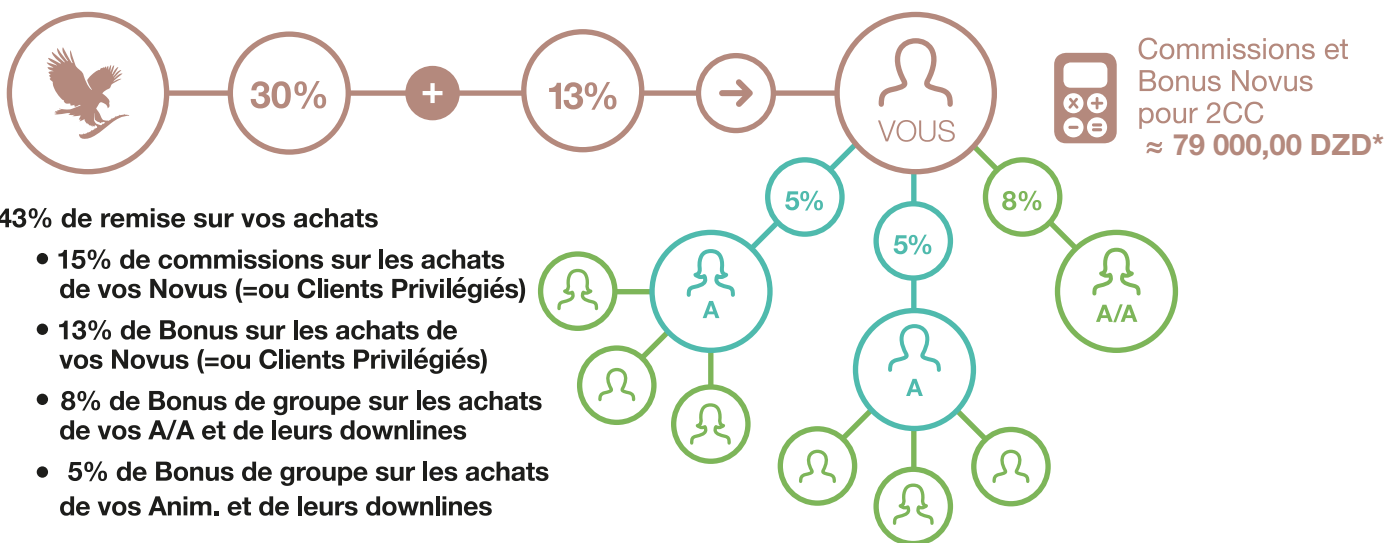 30%
+
13%
VOUS
Commissions et
Bonus Novus
pour 2CC
≈ 79 000,00 DZD*
43% de remise sur vos achats
• 15% de commissions sur les achats
de vos Novus (=ou Clients Privilégiés)
• 13% de Bonus sur les achats de
vos Novus (=ou Clients Privilégiés)
• 8% de Bonus de groupe sur les achats
de vos A/A et de leurs downlines
• 5% de Bonus de groupe sur les achats
de vos Anim. et de leurs downlines
5%
5%
8%
A
A
A/A